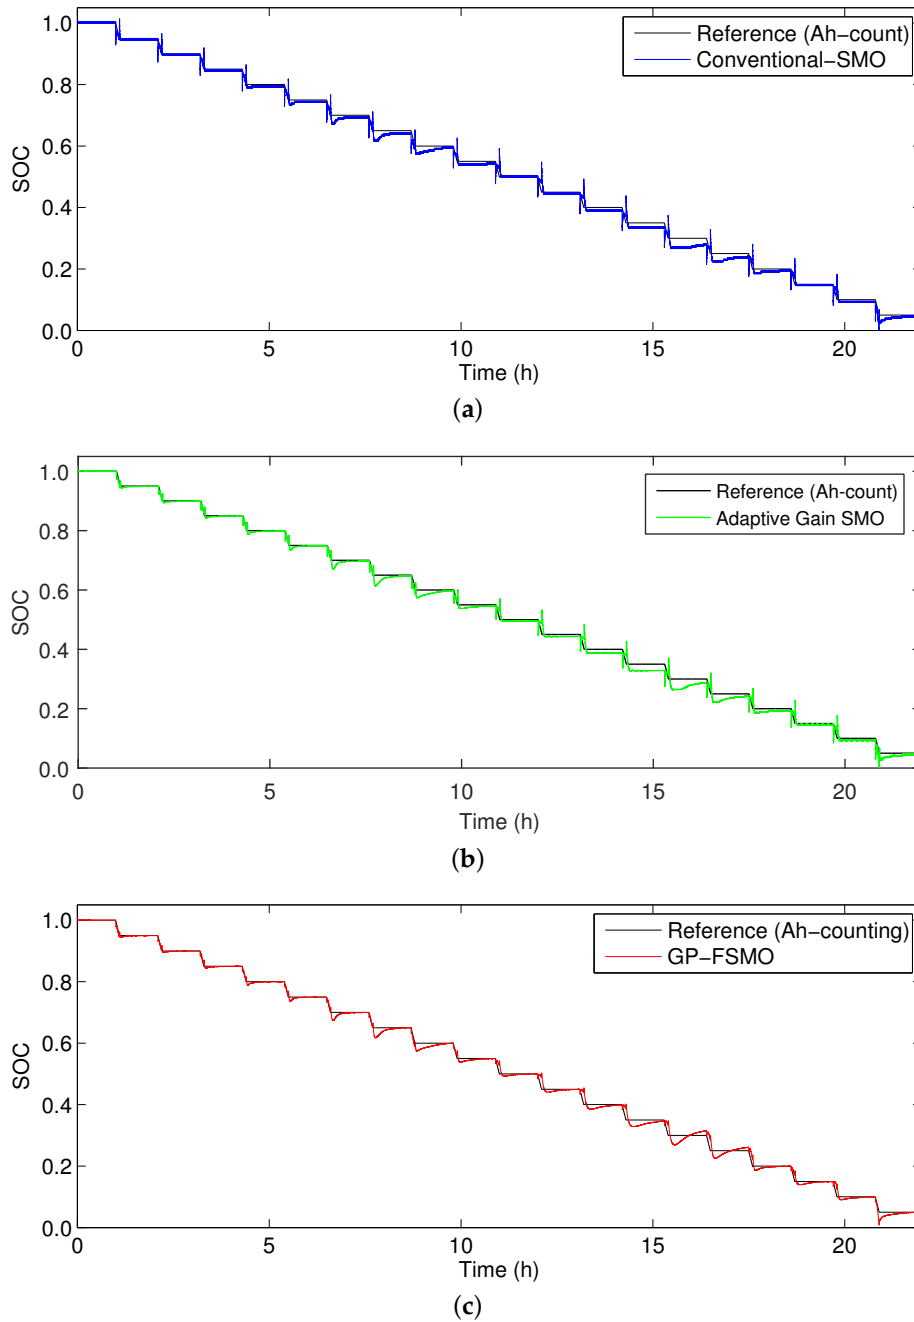 1.0
0.8
0.6
0.4
0.2
0.0
SOC
0
5
10
15
20
Time (h)
Reference (Ah−count)
Conventional−SMO
(a)
1.0
0.8
0.6
0.4
0.2
0.0
SOC
0
5
10
15
20
Time (h)
Reference (Ah-count)
Adaptive Gain SMO
(b)
1.0
0.8
0.6
0.4
0.2
0.0
SOC
0
5
10
15
20
Time (h)
Reference (Ah−counting)
GP−FSMO
(c)